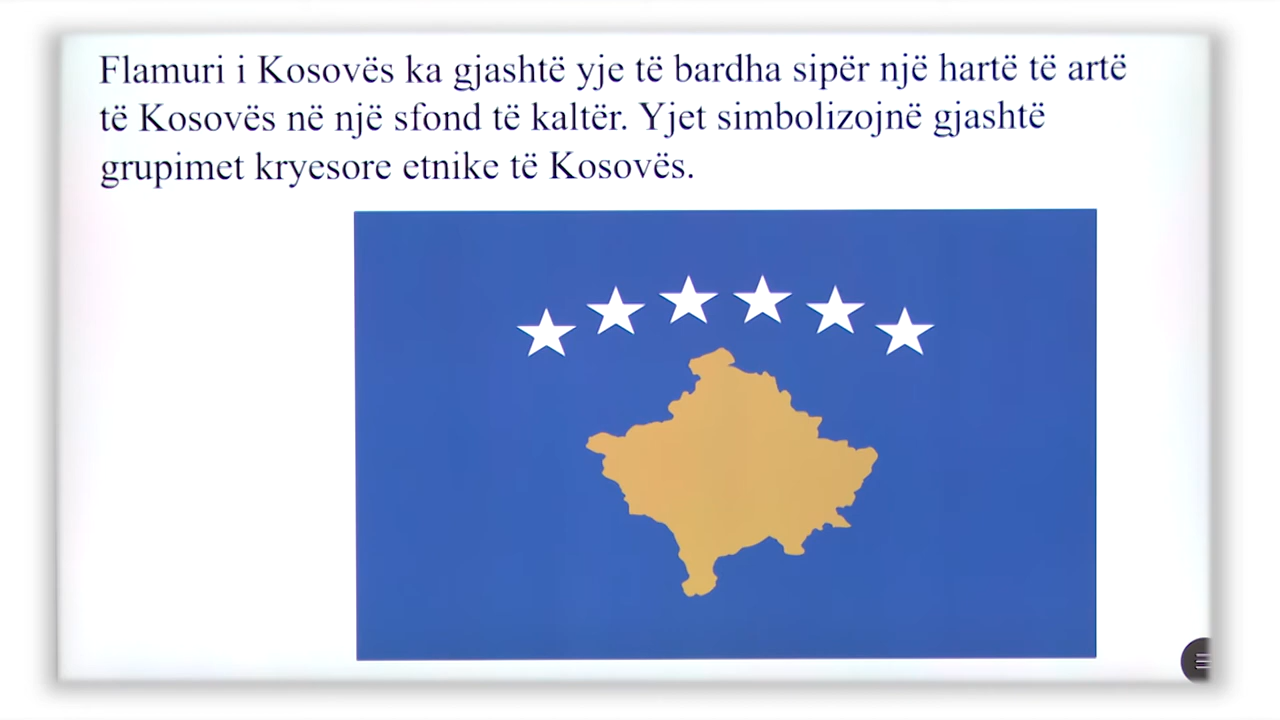 Flamuri i Kosovës ka gjashtë yje të bardha sipër një hartë të artë
të Kosovës në një sfond të kaltër. Yjet simbolizojnë gjashtë
grupimet kryesore etnike të Kosovës.